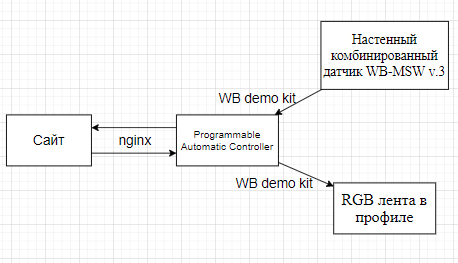 Настенный
комбинированный
датчик WB-MSW v.3
WB demo kit
Сайт
nginx
Programmable
Automatic Controller
WB demo kit
RGB лента в
профиле